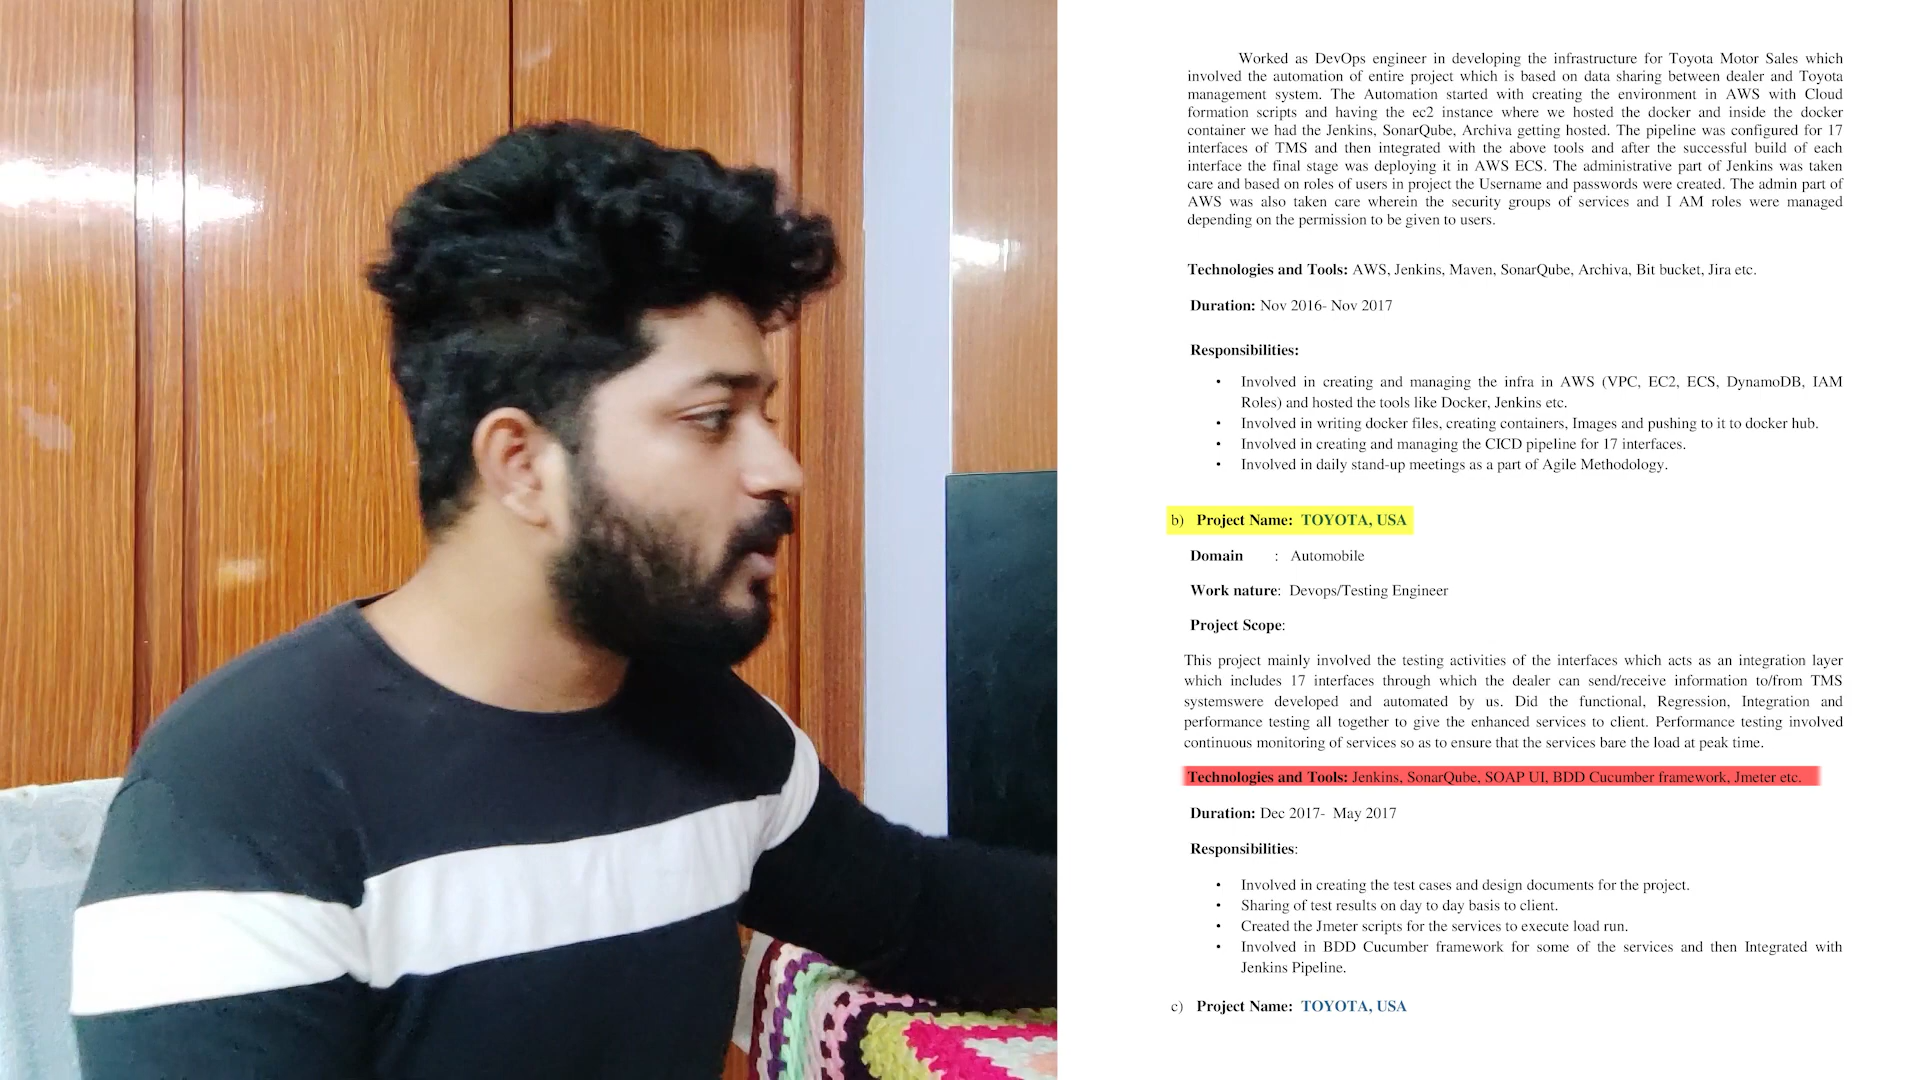 Worked as DevOps engineer in developing the infrastructure for Toyota Motor Sales which
involved the automation of entire project which is based on data sharing between dealer and Toyota
management system. The Automation started with creating the environment in AWS with Cloud
formation scripts and having the ec2 instance where we hosted the docker and inside the docker
container we had the Jenkins, SonarQube, Archiva getting hosted. The pipeline was configured for 17
interfaces of TMS and then integrated with the above tools and after the successful build of each
interface the final stage was deploying it in AWS ECS. The administrative part of Jenkins was taken
care and based on roles of users in project the Username and passwords were created. The admin part of
AWS was also taken care wherein the security groups of services and I AM roles were managed
depending on the permission to be given to users.
Technologies and Tools: AWS, Jenkins, Maven, SonarQube, Archiva, Bit bucket, Jira etc.
Duration: Nov 2016- Nov 2017
Responsibilities:
• Involved in creating and managing the infra in AWS (VPC, EC2, ECS, DynamoDB, IAM
Roles) and hosted the tools like Docker, Jenkins etc.
• Involved in writing docker files, creating containers, Images and pushing to it to docker hub.
• Involved in creating and managing the CICD pipeline for 17 interfaces.
• Involved in daily stand-up meetings as a part of Agile Methodology.
b) Project Name: TOYOTA, USA
Domain : Automobile
Work nature: Devops/Testing Engineer
Project Scope:
This project mainly involved the testing activities of the interfaces which acts as an integration layer
which includes 17 interfaces through which the dealer can send/receive information to/from TMS
systemswere developed and automated by us. Did the functional, Regression, Integration and
performance testing all together to give the enhanced services to client. Performance testing involved
continuous monitoring of services so as to ensure that the services bare the load at peak time.
Technologies and Tools: Jenkins, SonarQube, SOAP UI, BDD Cucumber framework, Jmeter etc.
Duration: Dec 2017- May 2017
Responsibilities:
• Involved in creating the test cases and design documents for the project.
• Sharing of test results on day to day basis to client.
• Created the Jmeter scripts for the services to execute load run.
• Involved in BDD Cucumber framework for some of the services and then Integrated with
Jenkins Pipeline.
c) Project Name: TOYOTA, USA